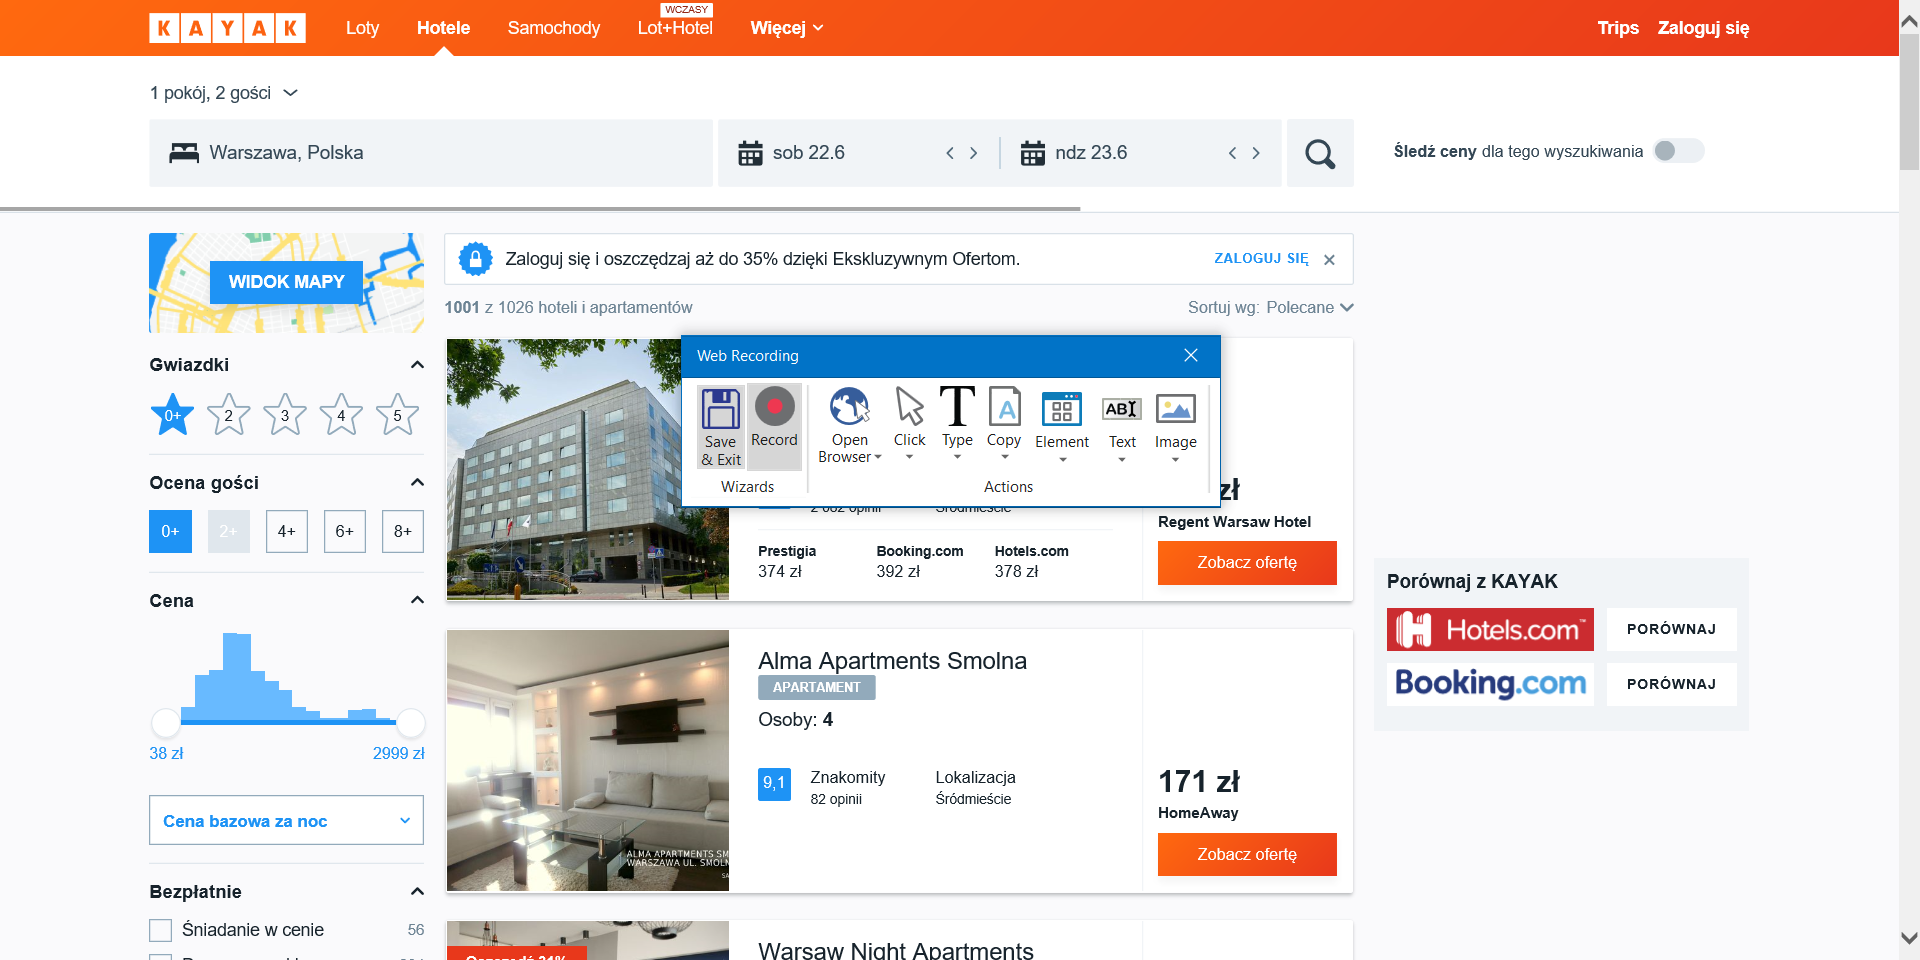 KAYAK Loty Hotele Samochody WCZASY Lot+Hotel Więcej Trips Zaloguj się
1 pokój, 2 gości
Warszawa, Polska sob 22.6 ndz 23.6 Śledź ceny dla tego wyszukiwania
WIDOK MAPY
Zaloguj się i oszczędzaj aż do 35% dzięki Ekskluzywnym Ofertom. ZALOGUJ SIĘ
1001 z 1026 hoteli i apartamentów Sortuj wg: Polecane
Gwiazdki
0+ 2 3 4 5
Ocena gości
0+ 2+ 4+ 6+ 8+
Cena
38 zł 2999 zł
Cena bazowa za noc
Bezpłatnie
Śniadanie w cenie 56
Web Recording
Save & Exit
Record
Open Browser
Click
Type
Copy
Element
Text
Image
Wizards Actions
zł
Regent Warsaw Hotel
Zobacz ofertę
Prestigia Booking.com Hotels.com
374 zł 392 zł 378 zł
Alma Apartments Smolna
APARTAMENT
Osoby: 4
9,1 Znakomity Lokalizacja
82 opinii Śródmieście
171 zł
HomeAway
Zobacz ofertę
ALMA APARTMENTS SM
WARSZAWA UL. SMOLN
Warsaw Night Apartments
Porównaj z KAYAK
Hotels.com PORÓWNAJ
Booking.com PORÓWNAJ